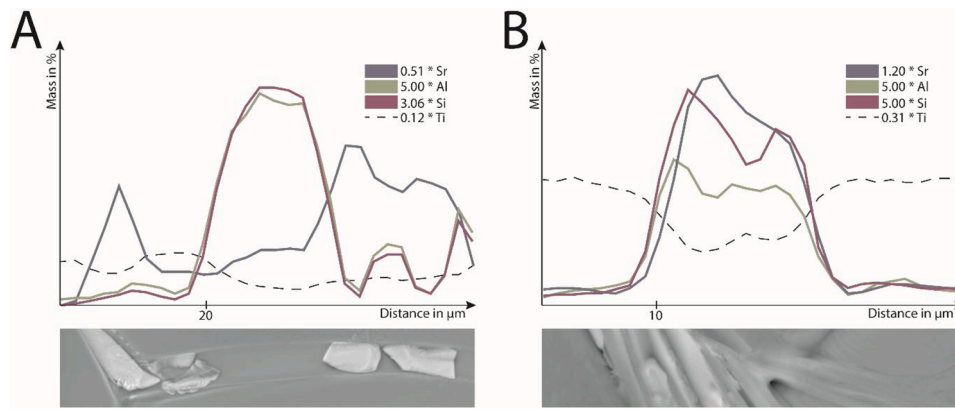 A
Mass in %
0.51 * Sr
5.00 * Al
3.06 * Si
0.12 * Ti
20
Distance in µm
B
Mass in %
1.20 * Sr
5.00 * Al
5.00 * Si
0.31 * Ti
10
Distance in µm